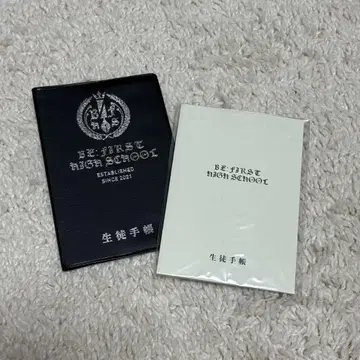 BE:FIRST
HIGH SCHOOL
ESTABLISHED
SINCE 2021
生徒手帳
BE:FIRST
HIGH SCHOOL
生徒手帳